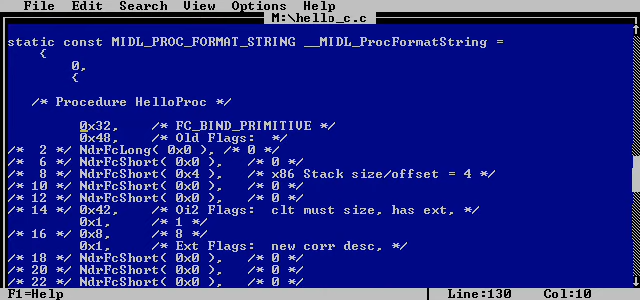 File  Edit  Search  View  Options  Help
M:\hello_c.c
static const MIDL_PROC_FORMAT_STRING __MIDL_ProcFormatString =
    {
        0,
        {

   /* Procedure HelloProc */

         0x32,    /* FC_BIND_PRIMITIVE */
         0x48,    /* Old Flags:  */
/*  2 */ NdrFcLong( 0x0 ), /* 0 */
/*  6 */ NdrFcShort( 0x0 ),    /* 0 */
/*  8 */ NdrFcShort( 0x4 ),    /* x86 Stack size/offset = 4 */
/* 10 */ NdrFcShort( 0x0 ),    /* 0 */
/* 12 */ NdrFcShort( 0x0 ),    /* 0 */
/* 14 */ 0x42,    /* Oi2 Flags:  clt must size, has ext, */
         0x1,     /* 1 */
/* 16 */ 0x8,     /* 8 */
         0x1,     /* Ext Flags:  new corr desc, */
/* 18 */ NdrFcShort( 0x0 ),    /* 0 */
/* 20 */ NdrFcShort( 0x0 ),    /* 0 */
/* 22 */ NdrFcShort( 0x0 ),    /* 0 */
F1=Help  Line:130  Col:10